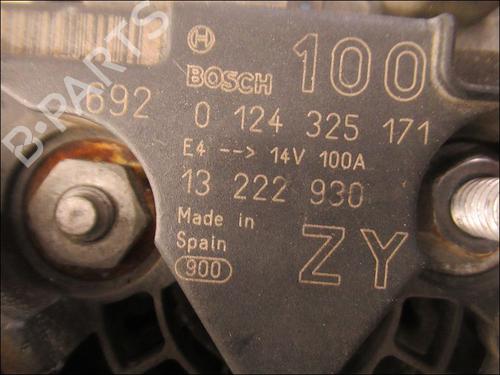 100
BOSCH
692
0 124 325 171
E4 --> 14V 100A
13 222 930
Made in
Spain
ZY
900
B-PARTS